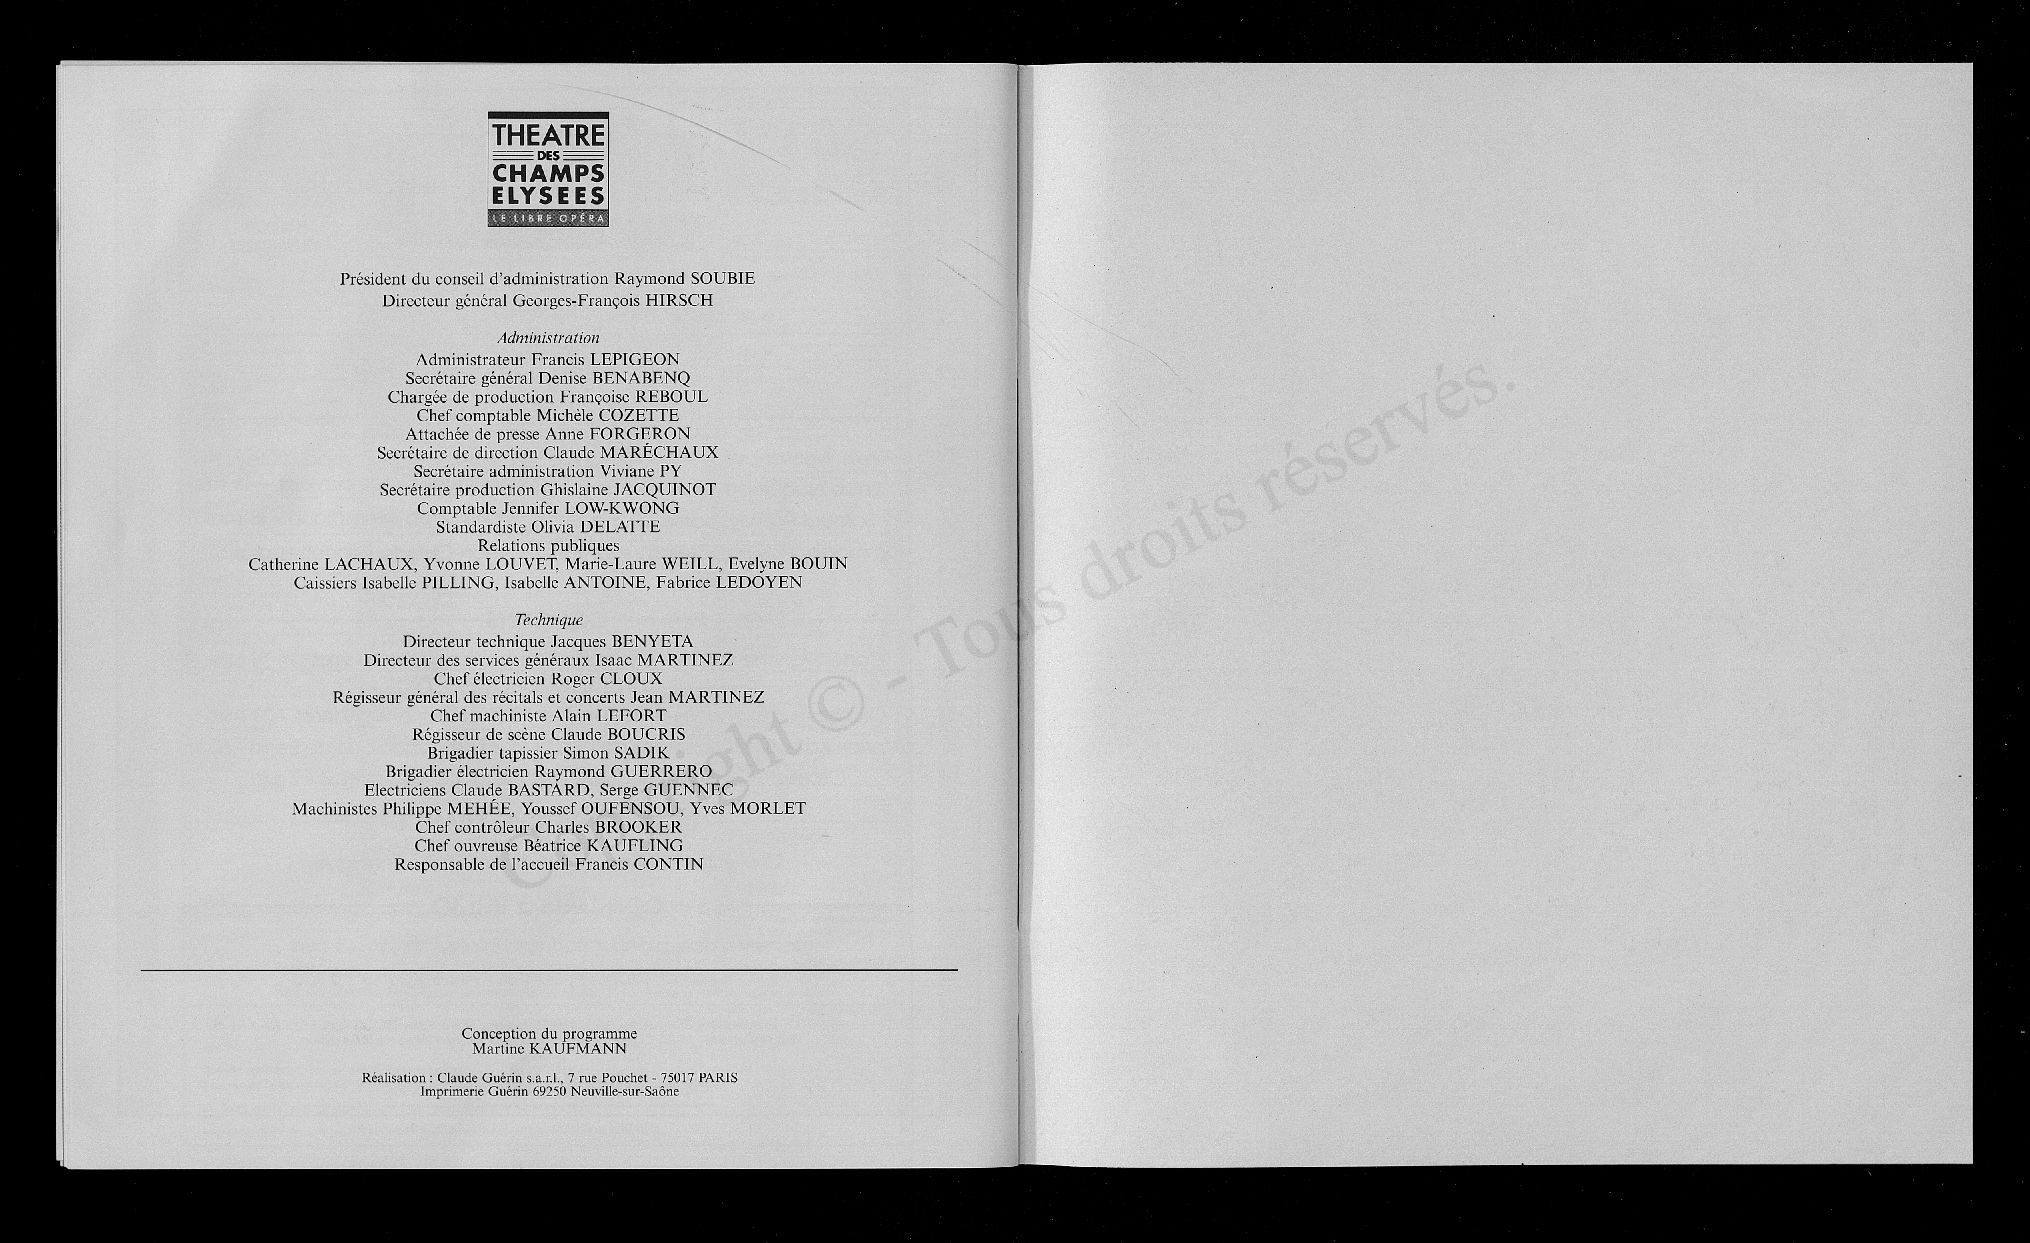 THEATRE
DES
CHAMPS
ELYSEES
LE LIBRE OPÉRA
Président du conseil d'administration Raymond SOUBIE
Directeur général Georges-François HIRSCH
Administration
Administrateur Francis LEPIGEON
Secrétaire général Denise BENABENQ
Chargée de production Françoise REBOUL
Chef comptable Michèle COZETTE
Attachée de presse Anne FORGERON
Secrétaire de direction Claude MARÉCHAUX
Secrétaire administration Viviane PY
Secrétaire production Ghislaine JACQUINOT
Comptable Jennifer LOW-KWONG
Standardiste Olivia DELATTE
Relations publiques
Catherine LACHAUX, Yvonne LOUVET, Marie-Laure WEILL, Evelyne BOUIN
Caissiers Isabelle PILLING, Isabelle ANTOINE, Fabrice LEDOYEN
Technique
Directeur technique Jacques BENYETA
Directeur des services généraux Isaac MARTINEZ
Chef électricien Roger CLOUX
Régisseur général des récitals et concerts Jean MARTINEZ
Chef machiniste Alain LEFORT
Régisseur de scène Claude BOUCRIS
Brigadier tapissier Simon SADIK
Brigadier électricien Raymond GUERRERO
Electriciens Claude BASTARD, Serge GUENNEC
Machinistes Philippe MEHÉE, Youssef OUFENSOU, Yves MORLET
Chef contrôleur Charles BROOKER
Chef ouvreuse Béatrice KAUFLING
Responsable de l'accueil Francis CONTIN
Conception du programme
Martine KAUFMANN
Réalisation : Claude Guérin s.a.r.l., 7 rue Pouchet - 75017 PARIS
Imprimerie Guérin 69250 Neuville-sur-Saône
© - Tous droits réservés.